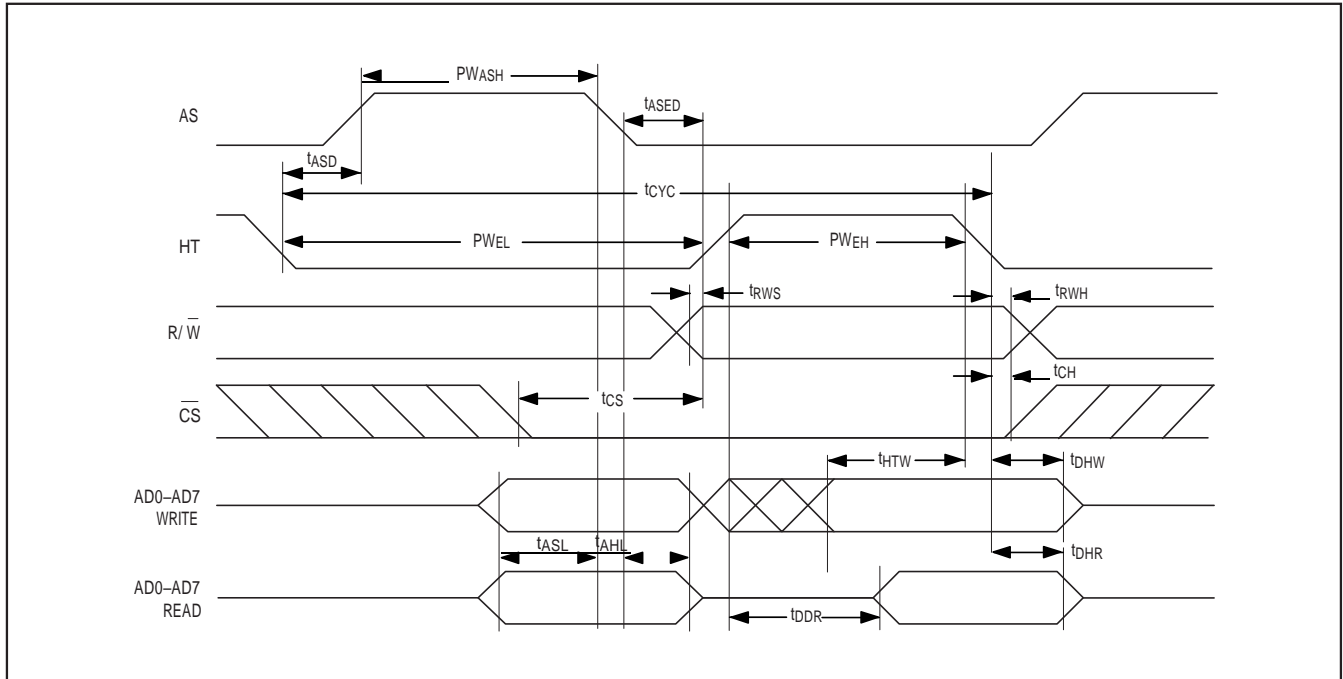 PWASH
AS
tASED
tASD
tCYC
HT
PWEL
PWEH
tRWS
tRWH
R/W̅
tCH
C̅S̅
tCS
tHTW
tDHW
AD0–AD7
WRITE
tASL
tAHL
tDHR
AD0–AD7
READ
tDDR